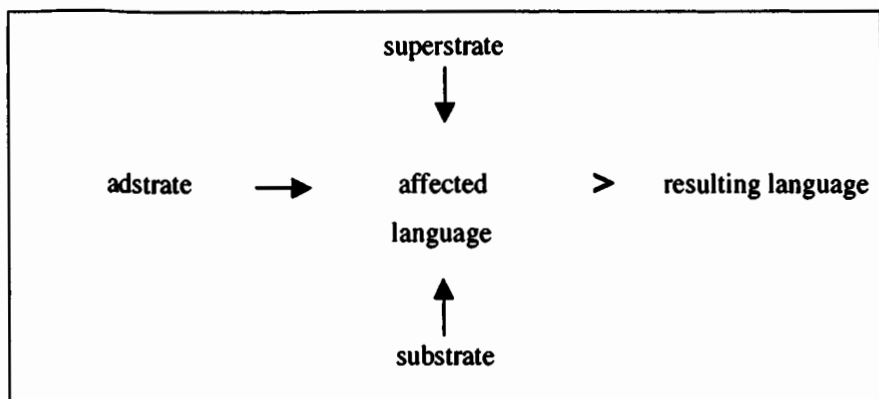 superstrate
adstrate affected > resulting language
language
substrate